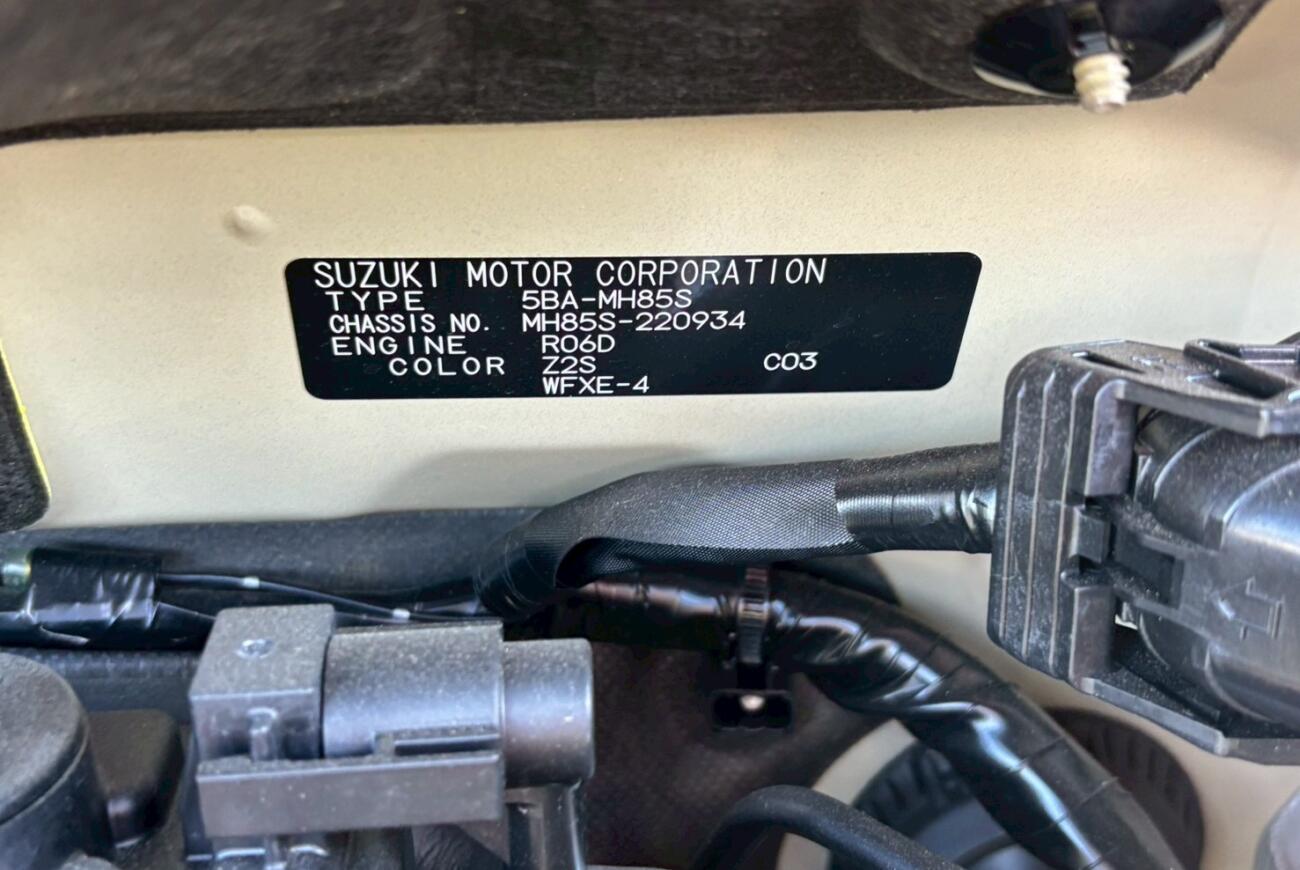 SUZUKI MOTOR CORPORATION
TYPE 5BA-MH85S
CHASSIS NO. MH85S-220934
ENGINE R06D
COLOR Z2S C03
WFXE-4